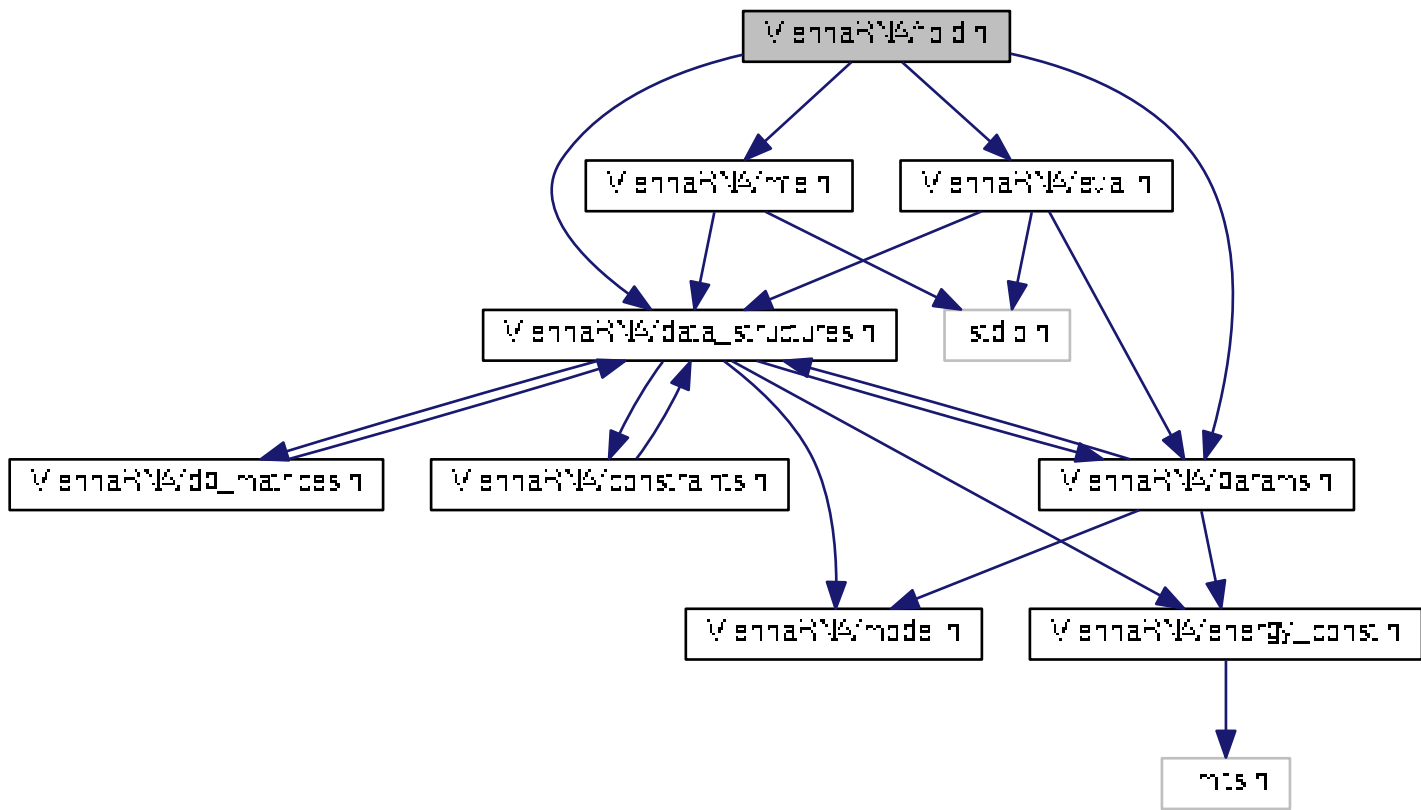 ViennaRNA/fold.h
ViennaRNA/mfe.h
ViennaRNA/eval.h
ViennaRNA/data_structures.h
stdio.h
ViennaRNA/dp_matrices.h
ViennaRNA/constraints.h
ViennaRNA/params.h
ViennaRNA/model.h
ViennaRNA/energy_const.h
limits.h